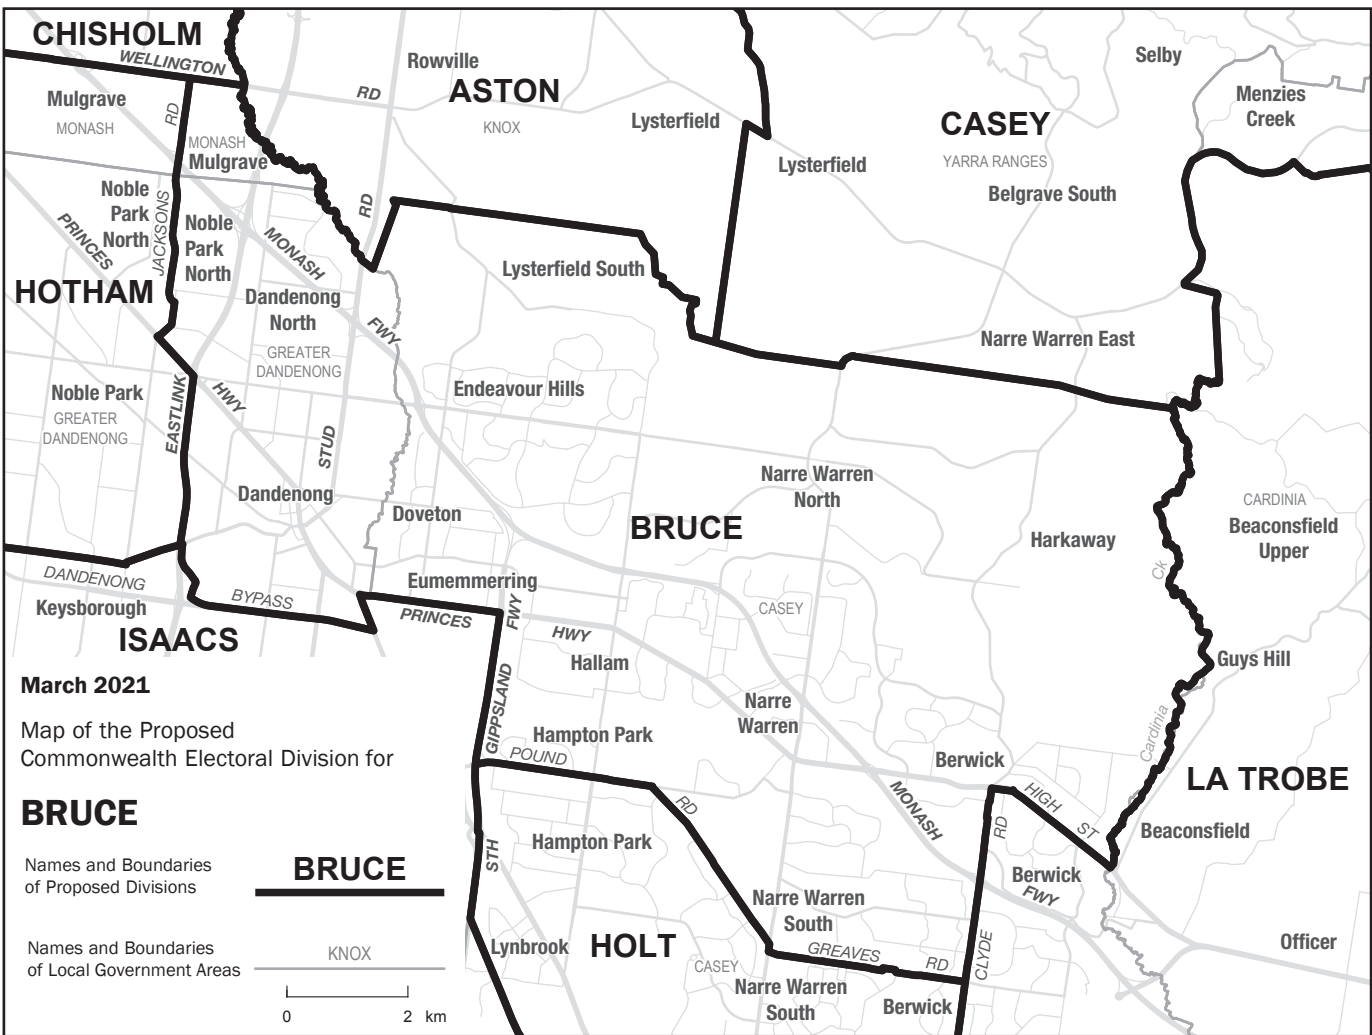 CHISHOLM
WELLINGTON
RD
Rowville
ASTON
KNOX
Lysterfield
Selby
Menzies
Creek
CASEY
YARRA RANGES
Lysterfield
Belgrave South
Mulgrave
MONASH
RD
MONASH
Mulgrave
Noble
Park
North
JACKSONS
Noble
Park
North
PRINCES
MONASH
RD
Lysterfield South
HOTHAM
Dandenong
North
FWY
GREATER
DANDENONG
Narre Warren East
Noble Park
GREATER
DANDENONG
EASTLINK
HWY
STUD
Endeavour Hills
Dandenong
Doveton
BRUCE
Narre Warren
North
Harkaway
CARDINIA
Beaconsfield
Upper
Ck
DANDENONG
Keysborough
BYPASS
ISAACS
Eumemmerring
PRINCES
FWY
HWY
Hallam
CASEY
Guys Hill
Narre
Warren
GIPPSLAND
Hampton Park
POUND
RD
Berwick
Cardinia
LA TROBE
MONASH
HIGH
ST
RD
Beaconsfield
Hampton Park
STH
Berwick
FWY
Narre Warren
South
Lynbrook
HOLT
GREAVES
RD
CLYDE
Officer
CASEY
Narre Warren
South
Berwick
March 2021
Map of the Proposed
Commonwealth Electoral Division for
BRUCE
Names and Boundaries
of Proposed Divisions
BRUCE
Names and Boundaries
of Local Government Areas
KNOX
0 2 km